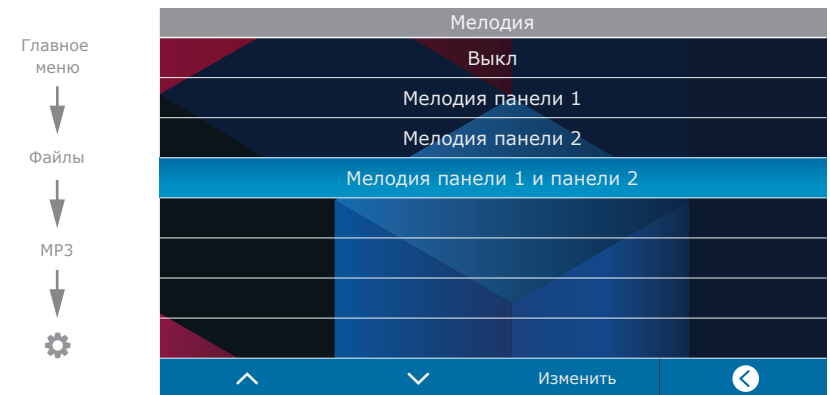 Главное
меню
Файлы
MP3
Мелодия
Выкл
Мелодия панели 1
Мелодия панели 2
Мелодия панели 1 и панели 2
Изменить